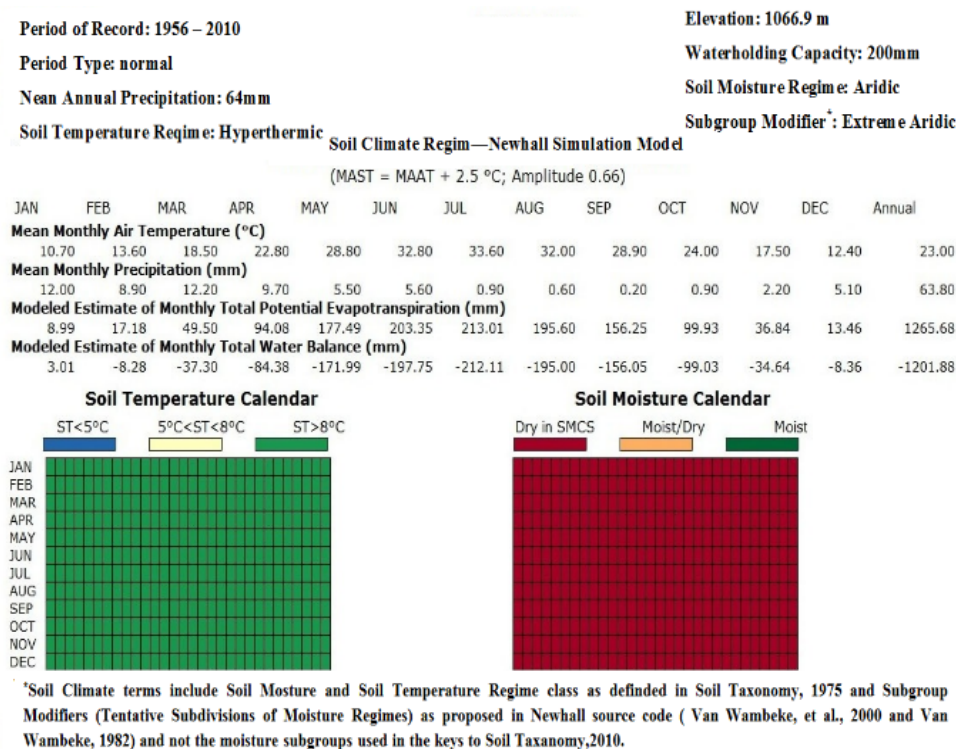 Period of Record: 1956 – 2010
Period Type: normal
Nean Annual Precipitation: 64mm
Soil Temperature Reqime: Hyperthermic
Elevation: 1066.9 m
Waterholding Capacity: 200mm
Soil Moisture Regime: Aridic
Subgroup Modifier*: Extreme Aridic
Soil Climate Regim—Newhall Simulation Model
(MAST = MAAT + 2.5 °C; Amplitude 0.66)
JAN FEB MAR APR MAY JUN JUL AUG SEP OCT NOV DEC Annual
Mean Monthly Air Temperature (°C)
10.70 13.60 18.50 22.80 28.80 32.80 33.60 32.00 28.90 24.00 17.50 12.40 23.00
Mean Monthly Precipitation (mm)
12.00 8.90 12.20 9.70 5.50 5.60 0.90 0.60 0.20 0.90 2.20 5.10 63.80
Modeled Estimate of Monthly Total Potential Evapotranspiration (mm)
8.99 17.18 49.50 94.08 177.49 203.35 213.01 195.60 156.25 99.93 36.84 13.46 1265.68
Modeled Estimate of Monthly Total Water Balance (mm)
3.01 -8.28 -37.30 -84.38 -171.99 -197.75 -212.11 -195.00 -156.05 -99.03 -34.64 -8.36 -1201.88
Soil Temperature Calendar
ST<5°C 5°C<ST<8°C ST>8°C
JAN
FEB
MAR
APR
MAY
JUN
JUL
AUG
SEP
OCT
NOV
DEC
Soil Moisture Calendar
Dry in SMCS Moist/Dry Moist
*Soil Climate terms include Soil Mosture and Soil Temperature Regime class as definded in Soil Taxonomy, 1975 and Subgroup
Modifiers (Tentative Subdivisions of Moisture Regimes) as proposed in Newhall source code ( Van Wambeke, et al., 2000 and Van
Wambeke, 1982) and not the moisture subgroups used in the keys to Soil Taxanomy,2010.